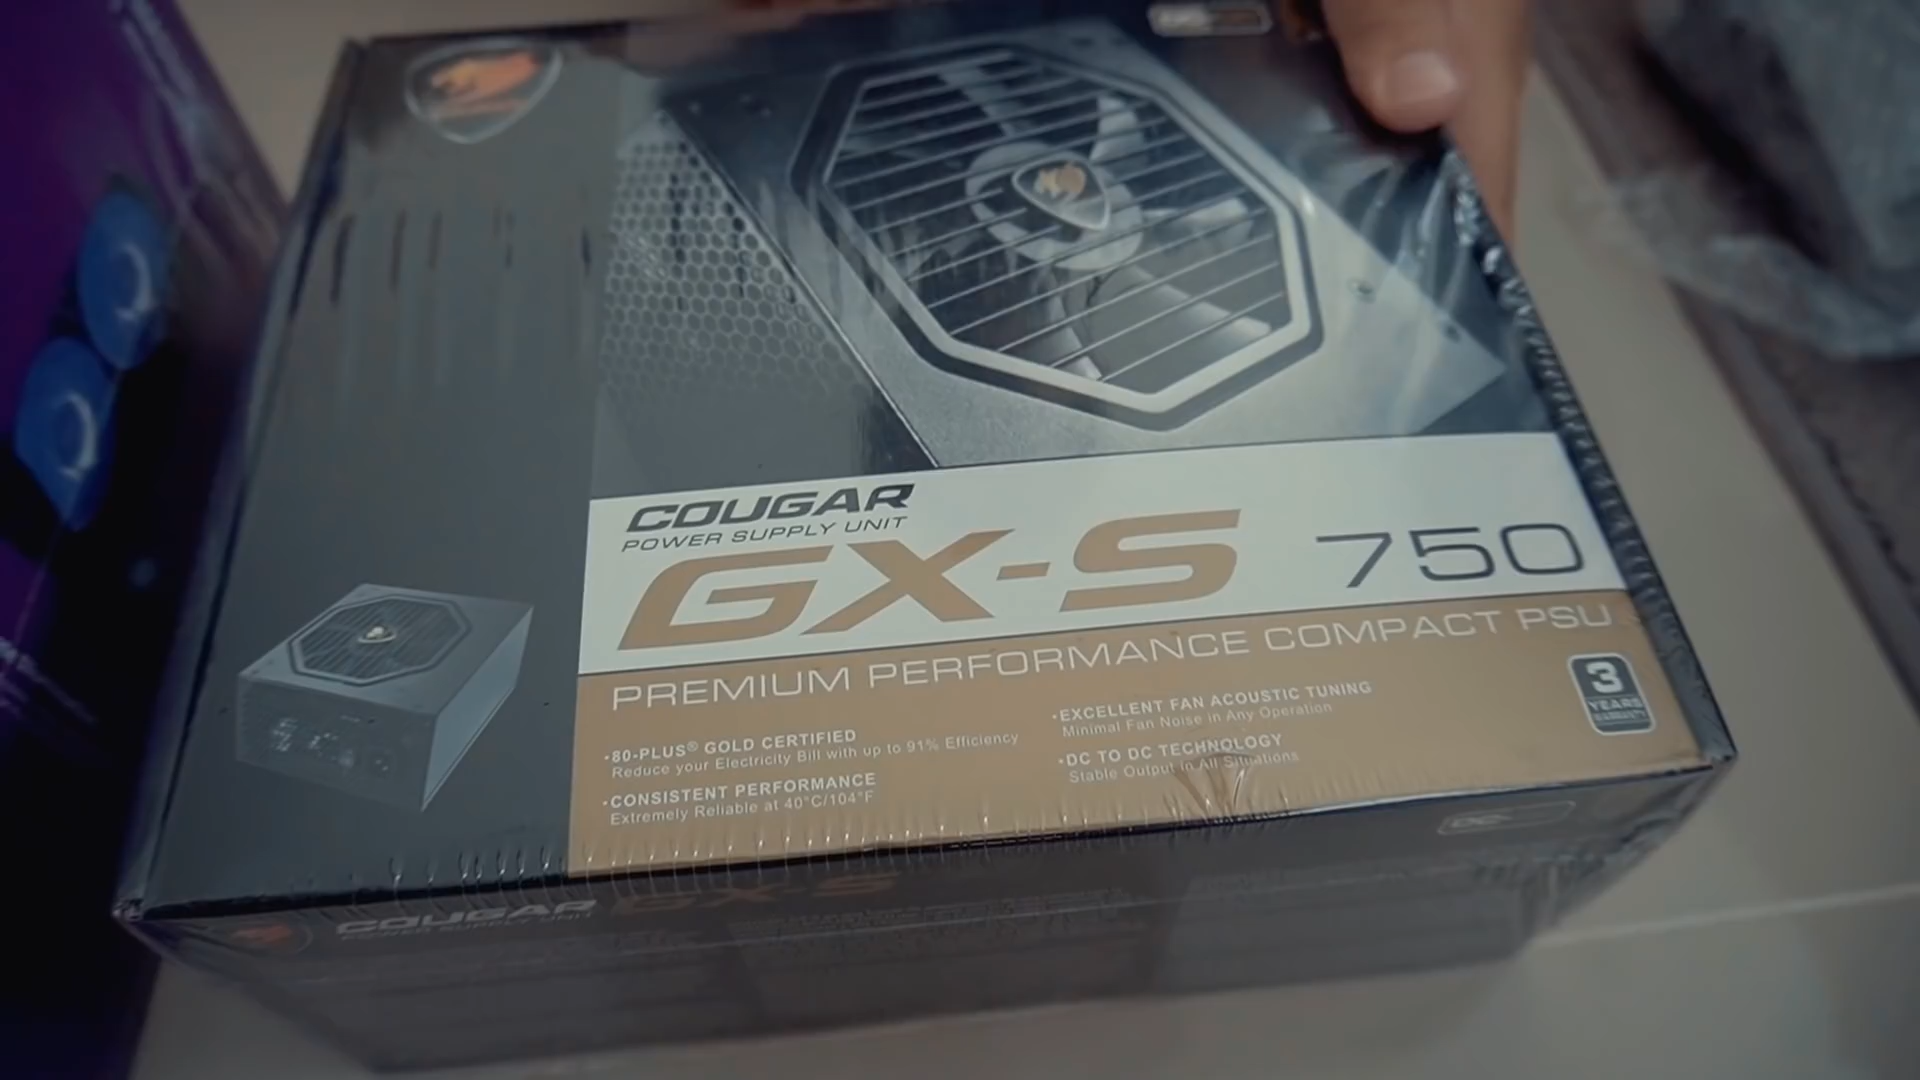 COUGAR
POWER SUPPLY UNIT
GX-S 750
PREMIUM PERFORMANCE COMPACT PSU
·80-PLUS® GOLD CERTIFIED
Reduce your Electricity Bill with up to 91% Efficiency
·CONSISTENT PERFORMANCE
Extremely Reliable at 40°C/104°F
·EXCELLENT FAN ACOUSTIC TUNING
Minimal Fan Noise in Any Operation
·DC TO DC TECHNOLOGY
Stable Output in All Situations
3
YEARS
WARRANTY
COUGAR
POWER SUPPLY UNIT
GX-S